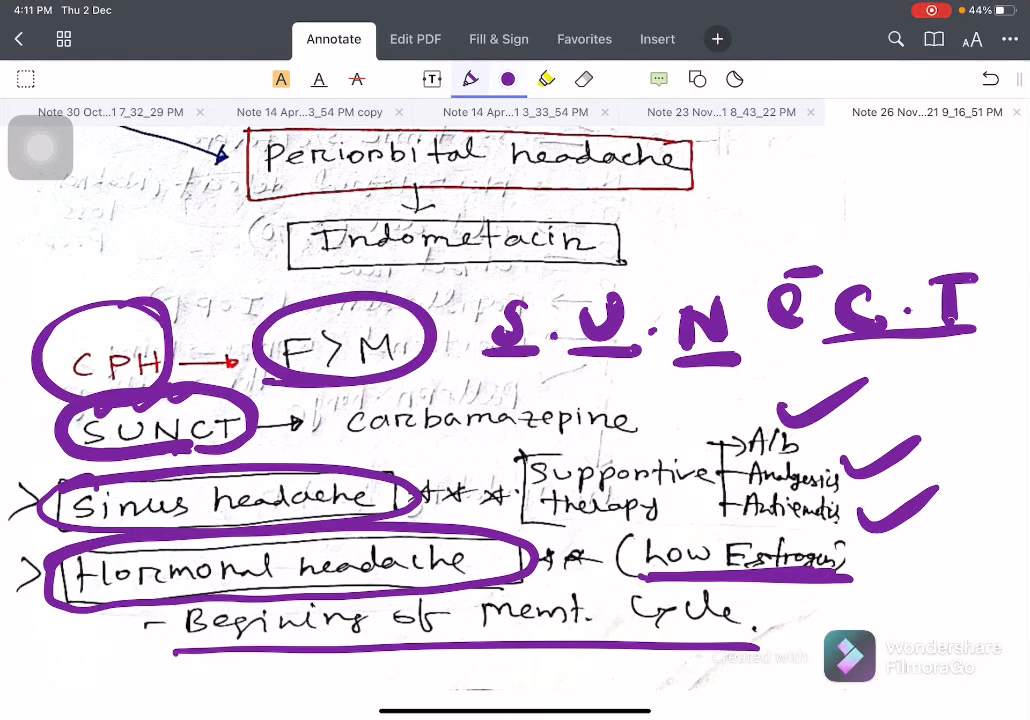 4:11 PM Thu 2 Dec 44%
Annotate Edit PDF Fill & Sign Favorites Insert
Note 30 Oct...1 7_32_29 PM Note 14 Apr...3_54 PM copy Note 14 Apr...1 3_33_54 PM Note 23 Nov...1 8_43_22 PM Note 26 Nov...21 9_16_51 PM
Periorbital headache
Indometacin
S.U.N ē C.T
CPH → F > M
SUNCT → carbamazepine
A/b
> Sinus headache *** Supportive Analgesics
therapy Antiemetics
> Hormonal headache ** (Low Estrogen)
- Begining of menst. Cycle.
Created with
Wondershare
FilmoraGo